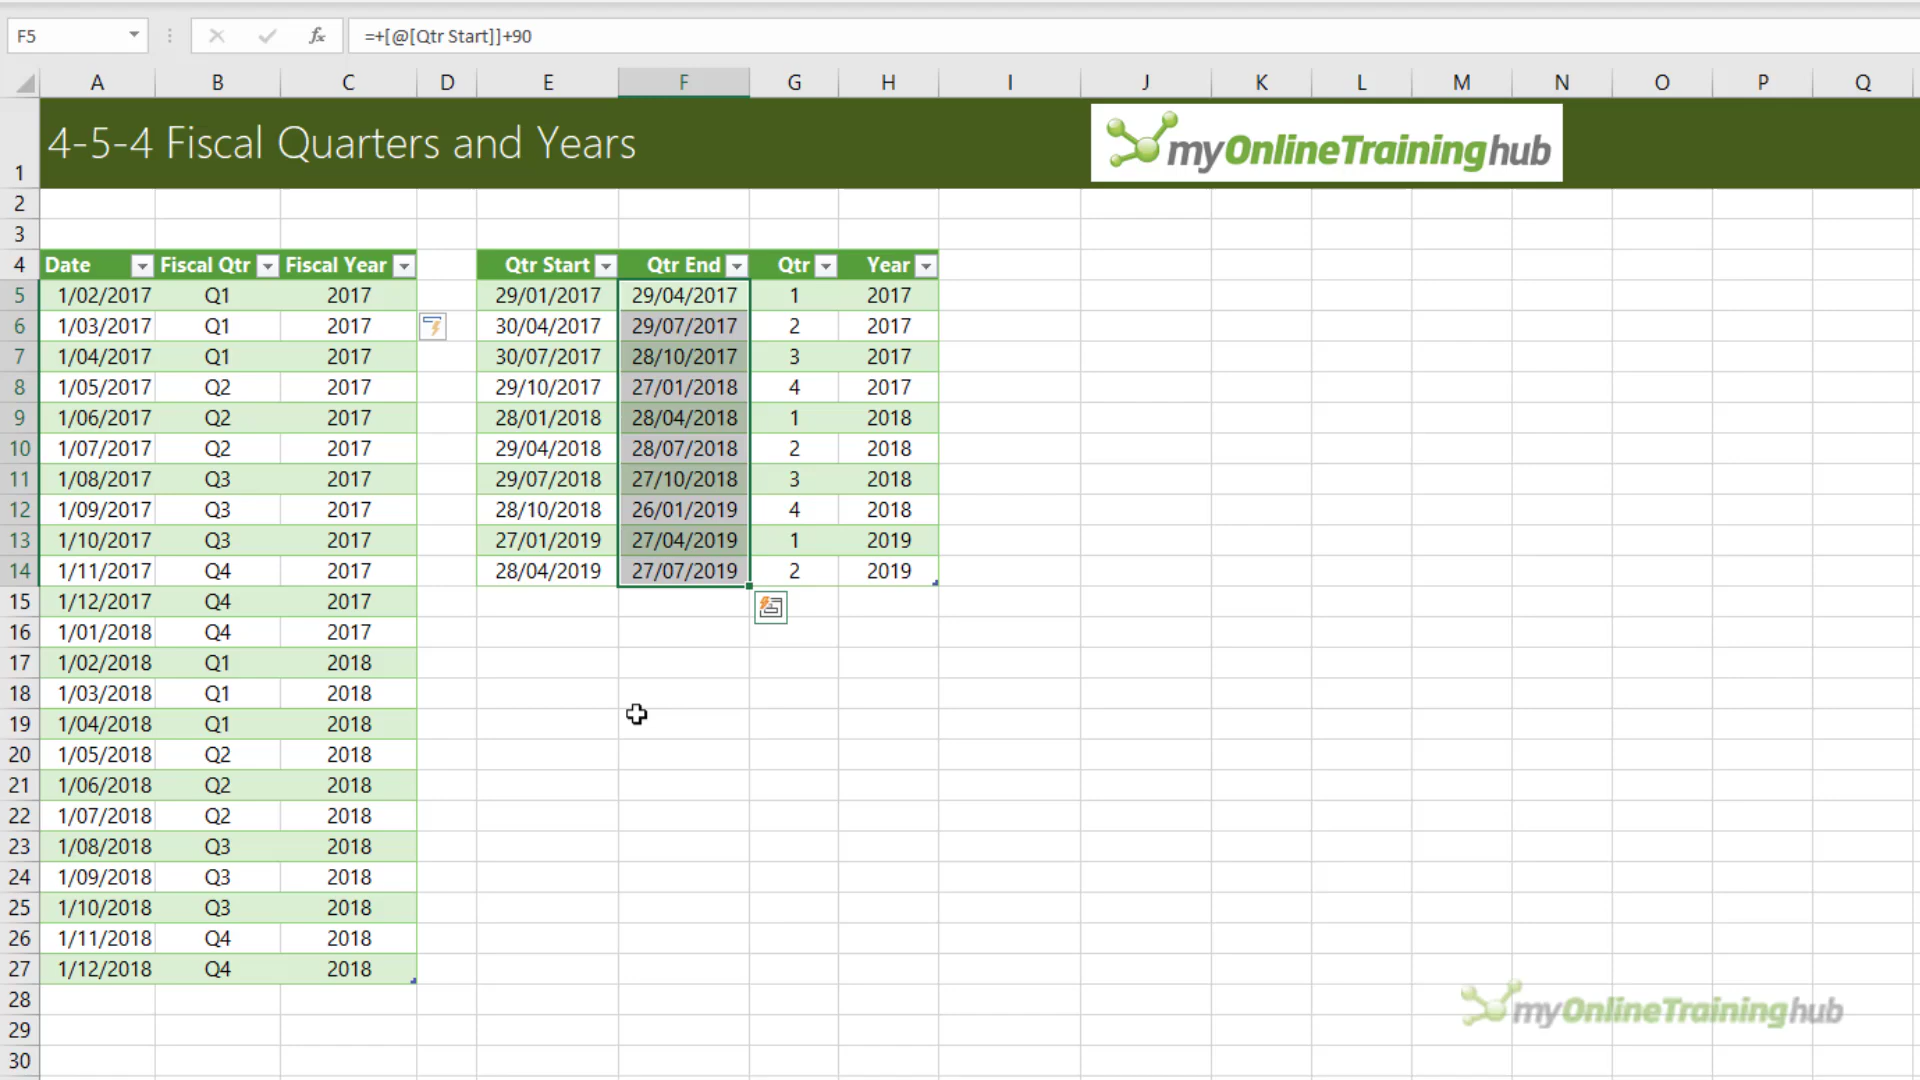 F5 fx =+[@[Qtr Start]]+90
A B C D E F G H I J K L M N O P Q
1 4-5-4 Fiscal Quarters and Years myOnlineTraininghub
2
3
4 Date Fiscal Qtr Fiscal Year Qtr Start Qtr End Qtr Year
5 1/02/2017 Q1 2017 29/01/2017 29/04/2017 1 2017
6 1/03/2017 Q1 2017 30/04/2017 29/07/2017 2 2017
7 1/04/2017 Q1 2017 30/07/2017 28/10/2017 3 2017
8 1/05/2017 Q2 2017 29/10/2017 27/01/2018 4 2017
9 1/06/2017 Q2 2017 28/01/2018 28/04/2018 1 2018
10 1/07/2017 Q2 2017 29/04/2018 28/07/2018 2 2018
11 1/08/2017 Q3 2017 29/07/2018 27/10/2018 3 2018
12 1/09/2017 Q3 2017 28/10/2018 26/01/2019 4 2018
13 1/10/2017 Q3 2017 27/01/2019 27/04/2019 1 2019
14 1/11/2017 Q4 2017 28/04/2019 27/07/2019 2 2019
15 1/12/2017 Q4 2017
16 1/01/2018 Q4 2017
17 1/02/2018 Q1 2018
18 1/03/2018 Q1 2018
19 1/04/2018 Q1 2018
20 1/05/2018 Q2 2018
21 1/06/2018 Q2 2018
22 1/07/2018 Q2 2018
23 1/08/2018 Q3 2018
24 1/09/2018 Q3 2018
25 1/10/2018 Q3 2018
26 1/11/2018 Q4 2018
27 1/12/2018 Q4 2018
28 myOnlineTraininghub
29
30